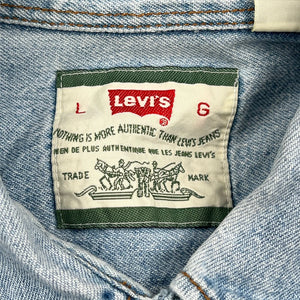 L Levi's G
NOTHING IS MORE AUTHENTIC THAN LEVI'S JEANS
RIEN DE PLUS AUTHENTIQUE QUE LES JEANS LEVI'S
TRADE MARK